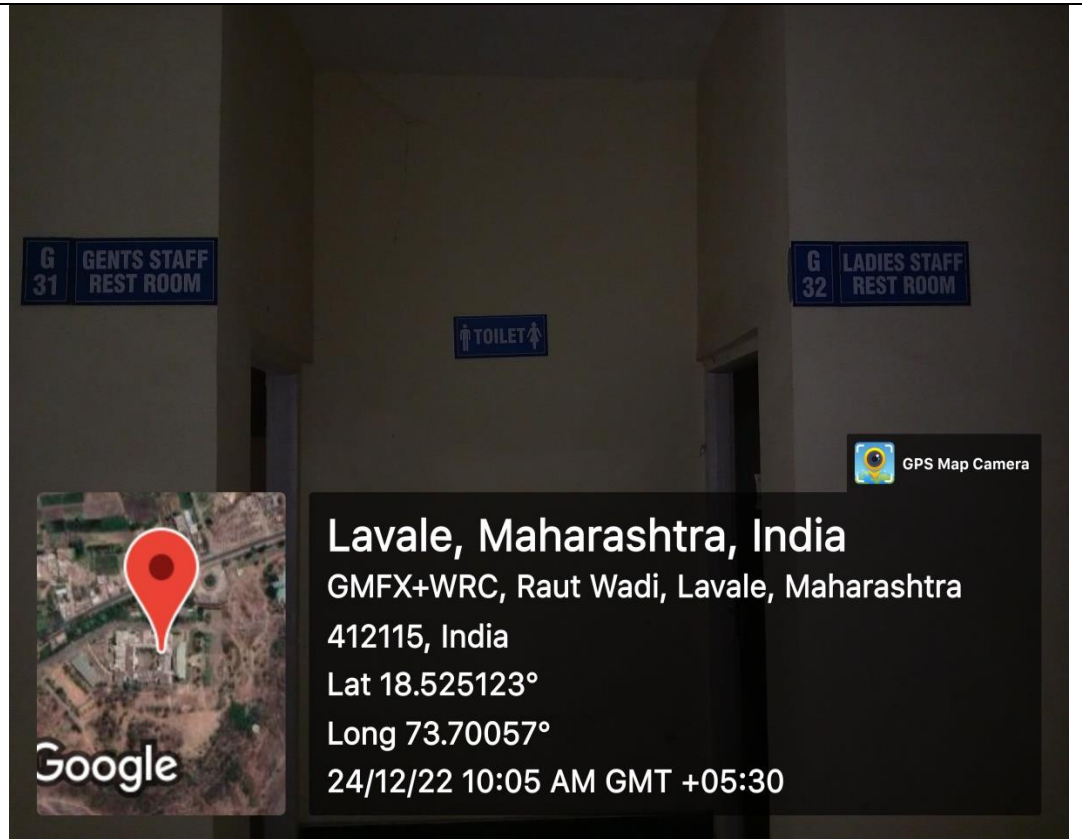 G
31
GENTS STAFF
REST ROOM
TOILET
G
32
LADIES STAFF
REST ROOM
GPS Map Camera
Google
Lavale, Maharashtra, India
GMFX+WRC, Raut Wadi, Lavale, Maharashtra
412115, India
Lat 18.525123°
Long 73.70057°
24/12/22 10:05 AM GMT +05:30